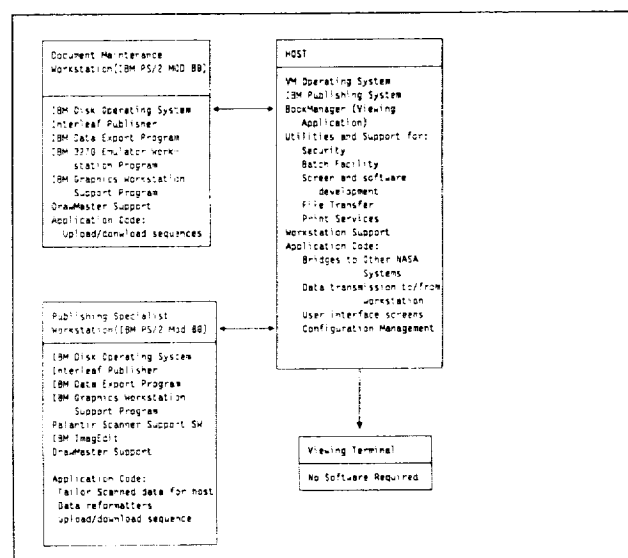 Document Maintenance
Workstation(IBM PS/2 MOD 80)
IBM Disk Operating System
Interleaf Publisher
IBM Data Export Program
IBM 3270 Emulator Work-
station Program
IBM Graphics Workstation
Support Program
DrawMaster Support
Application Code:
Upload/donwload sequences
HOST
VM Operating System
IBM Publishing System
BookManager (Viewing
Application)
Utilities and Support for:
Security
Batch Facility
Screen and software
development
File Transfer
Print Services
Workstation Support
Application Code:
Bridges to Other NASA
Systems
Data transmission to/from
workstation
User interface screens
Configuration Management
Publishing Specialist
Workstation(IBM PS/2 Mod 80)
IBM Disk Operating System
Interleaf Publisher
IBM Data Export Program
IBM Graphics Workstation
Support Program
Palantir Scanner Support SW
IBM ImagEdit
DrawMaster Support
Application Code:
Tailor Scanned data for host
Data reformatters
Upload/download sequence
Viewing Terminal
No Software Required